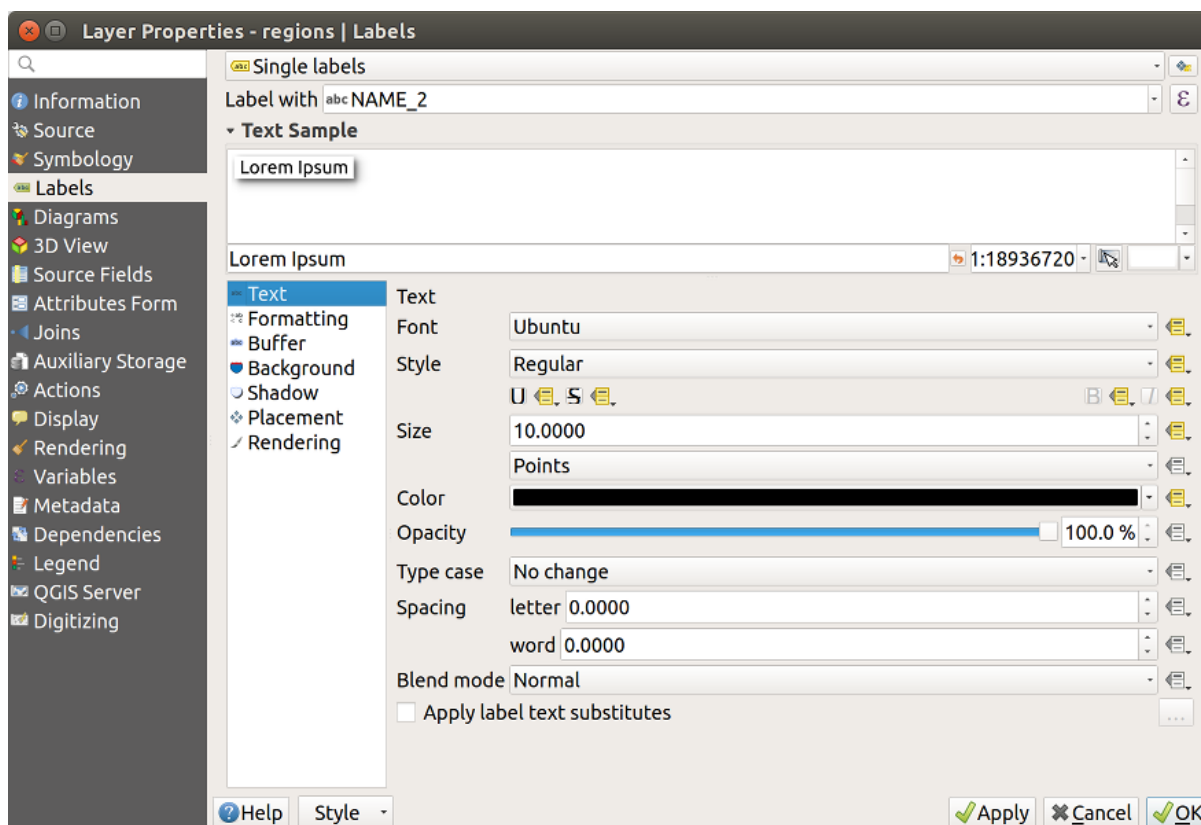 Layer Properties - regions | Labels
Single labels
Label with abc NAME_2
Text Sample
Lorem Ipsum
Lorem Ipsum
1:18936720
Information
Source
Symbology
Labels
Diagrams
3D View
Source Fields
Attributes Form
Joins
Auxiliary Storage
Actions
Display
Rendering
Variables
Metadata
Dependencies
Legend
QGIS Server
Digitizing
Text
Formatting
Buffer
Background
Shadow
Placement
Rendering
Text
Font Ubuntu
Style Regular
U S B I
Size 10.0000
Points
Color
Opacity 100.0 %
Type case No change
Spacing letter 0.0000
word 0.0000
Blend mode Normal
Apply label text substitutes
...
Help Style Apply Cancel OK